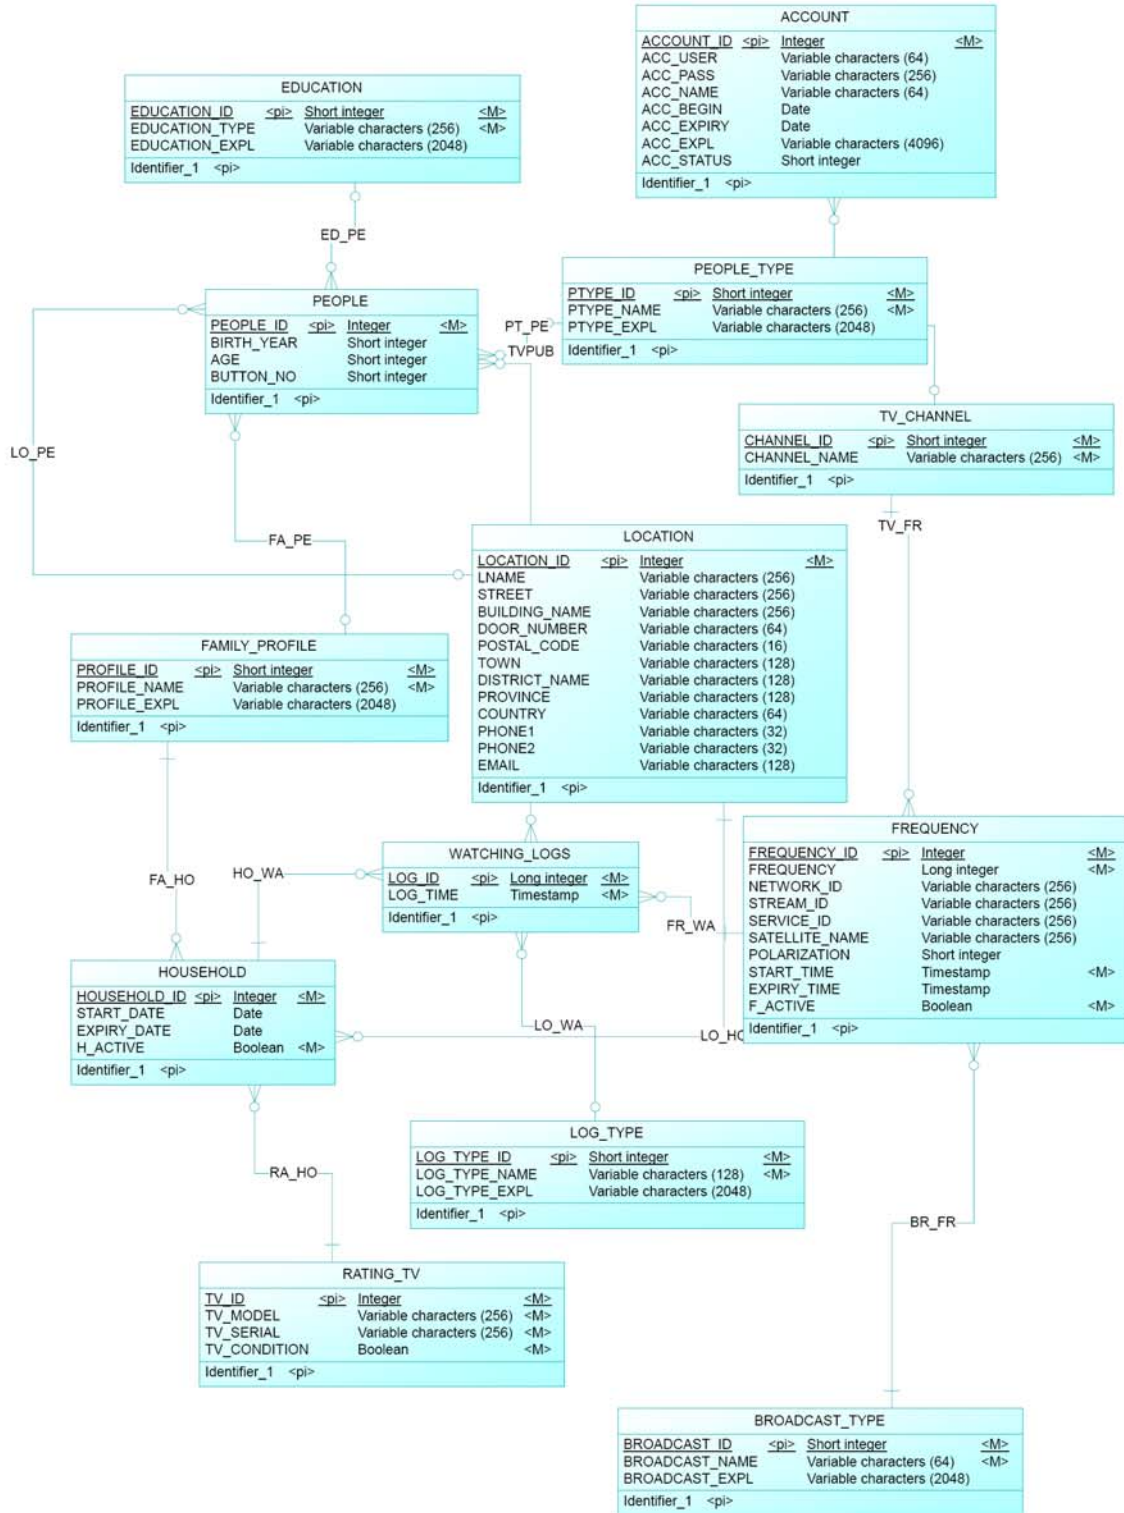 ACCOUNT
ACCOUNT_ID <pi> Integer <M>
ACC_USER Variable characters (64)
ACC_PASS Variable characters (256)
ACC_NAME Variable characters (64)
ACC_BEGIN Date
ACC_EXPIRY Date
ACC_EXPL Variable characters (4096)
ACC_STATUS Short integer
Identifier_1 <pi>
EDUCATION
EDUCATION_ID <pi> Short integer <M>
EDUCATION_TYPE Variable characters (256) <M>
EDUCATION_EXPL Variable characters (2048)
Identifier_1 <pi>
ED_PE
PEOPLE_TYPE
PTYPE_ID <pi> Short integer <M>
PTYPE_NAME Variable characters (256) <M>
PTYPE_EXPL Variable characters (2048)
Identifier_1 <pi>
PEOPLE
PEOPLE_ID <pi> Integer <M>
BIRTH_YEAR Short integer
AGE Short integer
BUTTON_NO Short integer
Identifier_1 <pi>
PT_PE
TVPUB
TV_CHANNEL
CHANNEL_ID <pi> Short integer <M>
CHANNEL_NAME Variable characters (256) <M>
Identifier_1 <pi>
LO_PE
TV_FR
FA_PE
LOCATION
LOCATION_ID <pi> Integer <M>
LNAME Variable characters (256)
STREET Variable characters (256)
BUILDING_NAME Variable characters (256)
DOOR_NUMBER Variable characters (64)
POSTAL_CODE Variable characters (16)
TOWN Variable characters (128)
DISTRICT_NAME Variable characters (128)
PROVINCE Variable characters (128)
COUNTRY Variable characters (64)
PHONE1 Variable characters (32)
PHONE2 Variable characters (32)
EMAIL Variable characters (128)
Identifier_1 <pi>
FAMILY_PROFILE
PROFILE_ID <pi> Short integer <M>
PROFILE_NAME Variable characters (256) <M>
PROFILE_EXPL Variable characters (2048)
Identifier_1 <pi>
FREQUENCY
FREQUENCY_ID <pi> Integer <M>
FREQUENCY Long integer <M>
NETWORK_ID Variable characters (256)
STREAM_ID Variable characters (256)
SERVICE_ID Variable characters (256)
SATELLITE_NAME Variable characters (256)
POLARIZATION Short integer
START_TIME Timestamp <M>
EXPIRY_TIME Timestamp
F_ACTIVE Boolean <M>
Identifier_1 <pi>
WATCHING_LOGS
LOG_ID <pi> Long integer <M>
LOG_TIME Timestamp <M>
Identifier_1 <pi>
FA_HO
HO_WA
FR_WA
HOUSEHOLD
HOUSEHOLD_ID <pi> Integer <M>
START_DATE Date
EXPIRY_DATE Date
H_ACTIVE Boolean <M>
Identifier_1 <pi>
LO_WA
LO_HO
LOG_TYPE
LOG_TYPE_ID <pi> Short integer <M>
LOG_TYPE_NAME Variable characters (128) <M>
LOG_TYPE_EXPL Variable characters (2048)
Identifier_1 <pi>
RA_HO
BR_FR
RATING_TV
TV_ID <pi> Integer <M>
TV_MODEL Variable characters (256) <M>
TV_SERIAL Variable characters (256) <M>
TV_CONDITION Boolean <M>
Identifier_1 <pi>
BROADCAST_TYPE
BROADCAST_ID <pi> Short integer <M>
BROADCAST_NAME Variable characters (64) <M>
BROADCAST_EXPL Variable characters (2048)
Identifier_1 <pi>